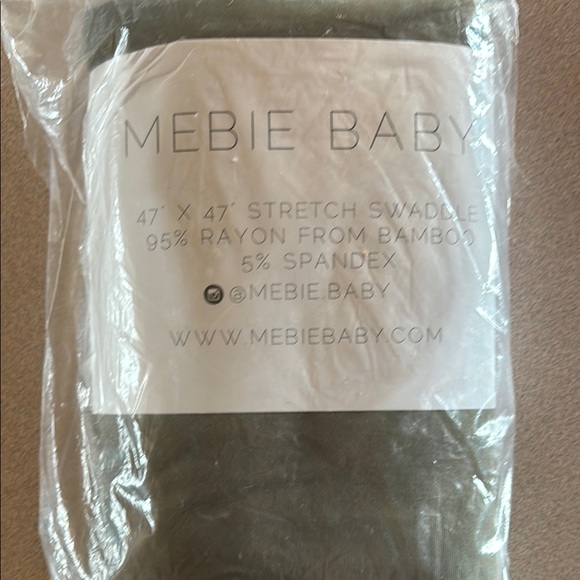 MEBIE BABY
47" X 47" STRETCH SWADDLE
95% RAYON FROM BAMBOO
5% SPANDEX
@MEBIE.BABY
WWW.MEBIEBABY.COM